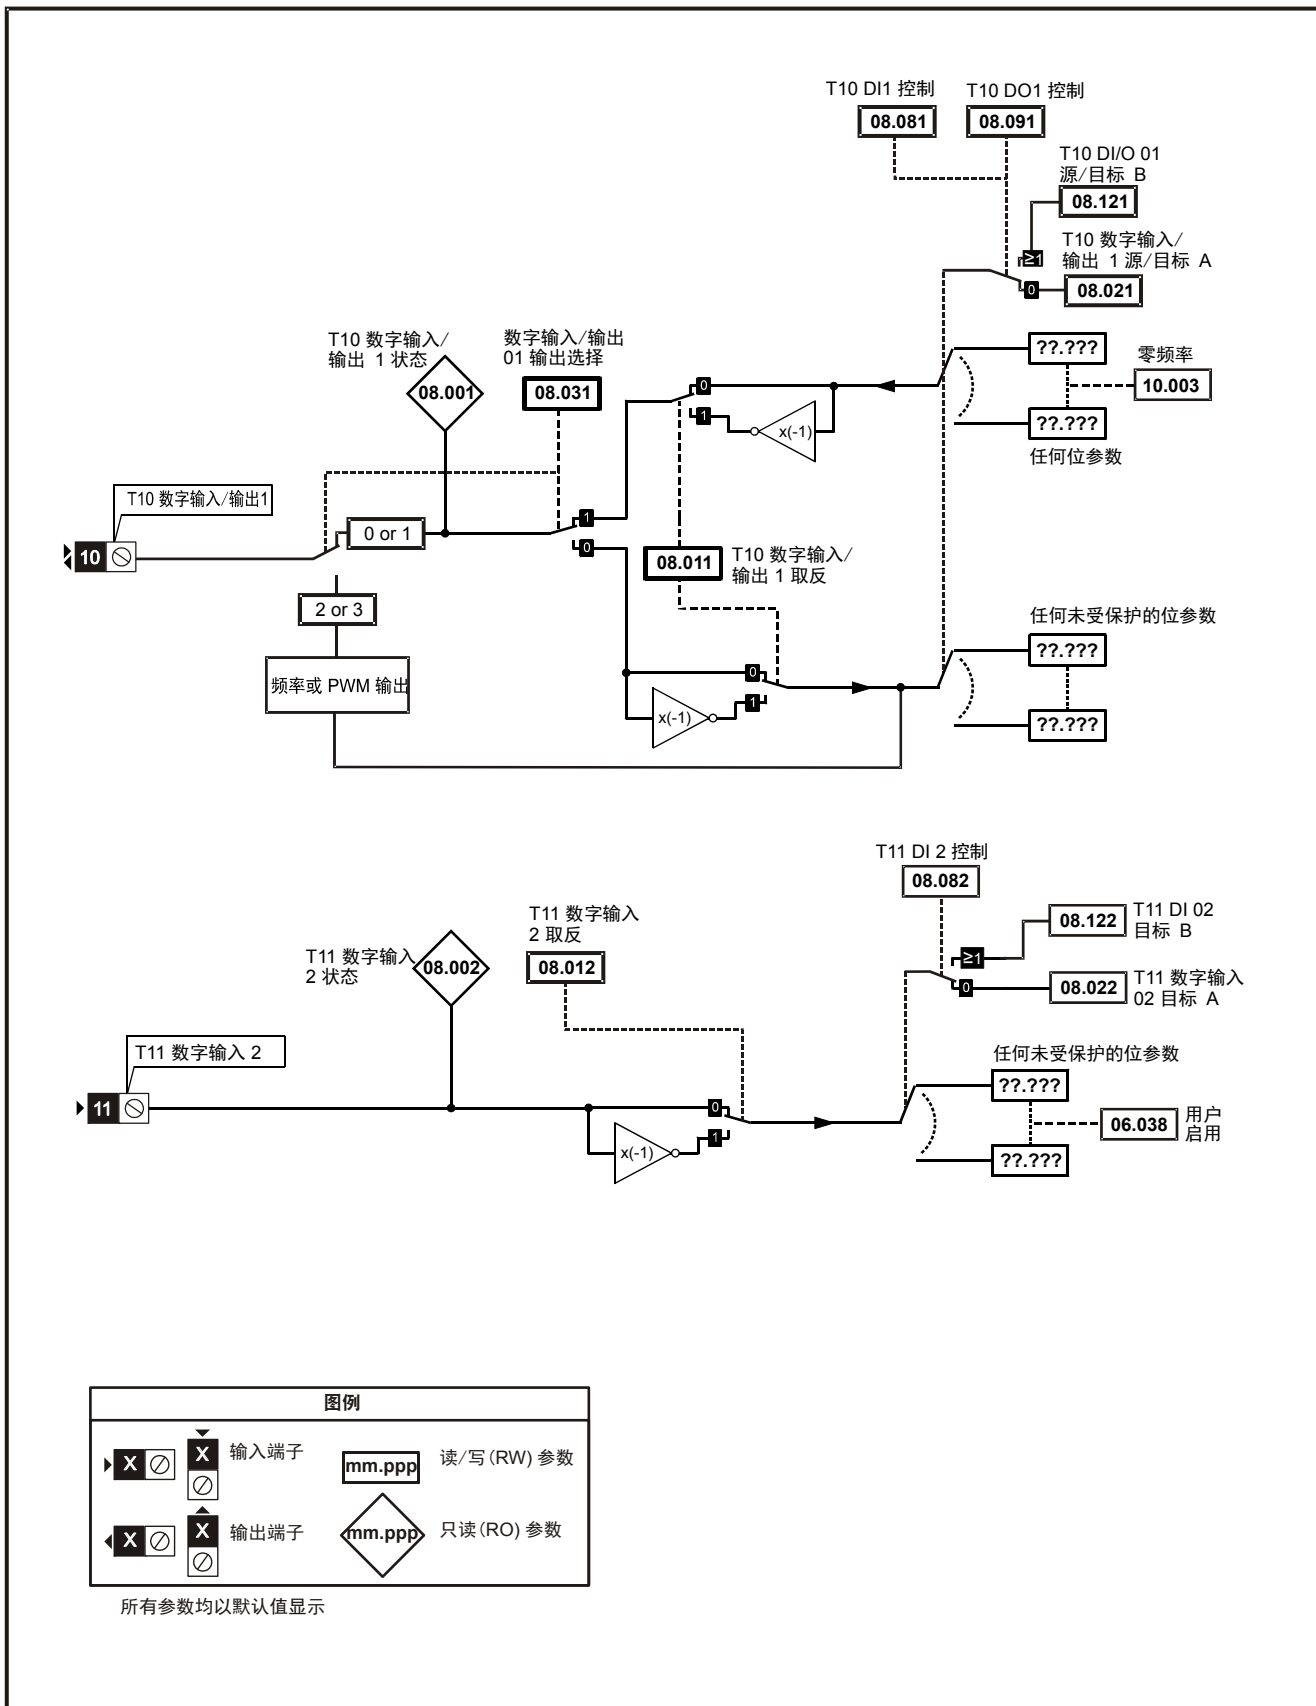 T10 DI1 控制
08.081
T10 DO1 控制
08.091
T10 DI/O 01
源/目标 B
08.121
≥1
T10 数字输入/
输出 1 源/目标 A
0
08.021
T10 数字输入/
输出 1 状态
08.001
数字输入/输出
01 输出选择
08.031
0
1
x(-1)
??.???
??.???
任何位参数
零频率
10.003
T10 数字输入/输出1
10
0 or 1
2 or 3
频率或 PWM 输出
1
0
08.011
T10 数字输入/
输出 1 取反
0
1
x(-1)
任何未受保护的位参数
??.???
??.???
T11 DI 2 控制
08.082
≥1
0
08.122
T11 DI 02
目标 B
08.022
T11 数字输入
02 目标 A
T11 数字输入
2 状态
08.002
T11 数字输入
2 取反
08.012
T11 数字输入 2
11
0
1
x(-1)
任何未受保护的位参数
??.???
??.???
06.038
用户
启用
图例
X
X
输入端子
mm.ppp
读/写(RW) 参数
X
X
输出端子
mm.ppp
只读(RO) 参数
所有参数均以默认值显示